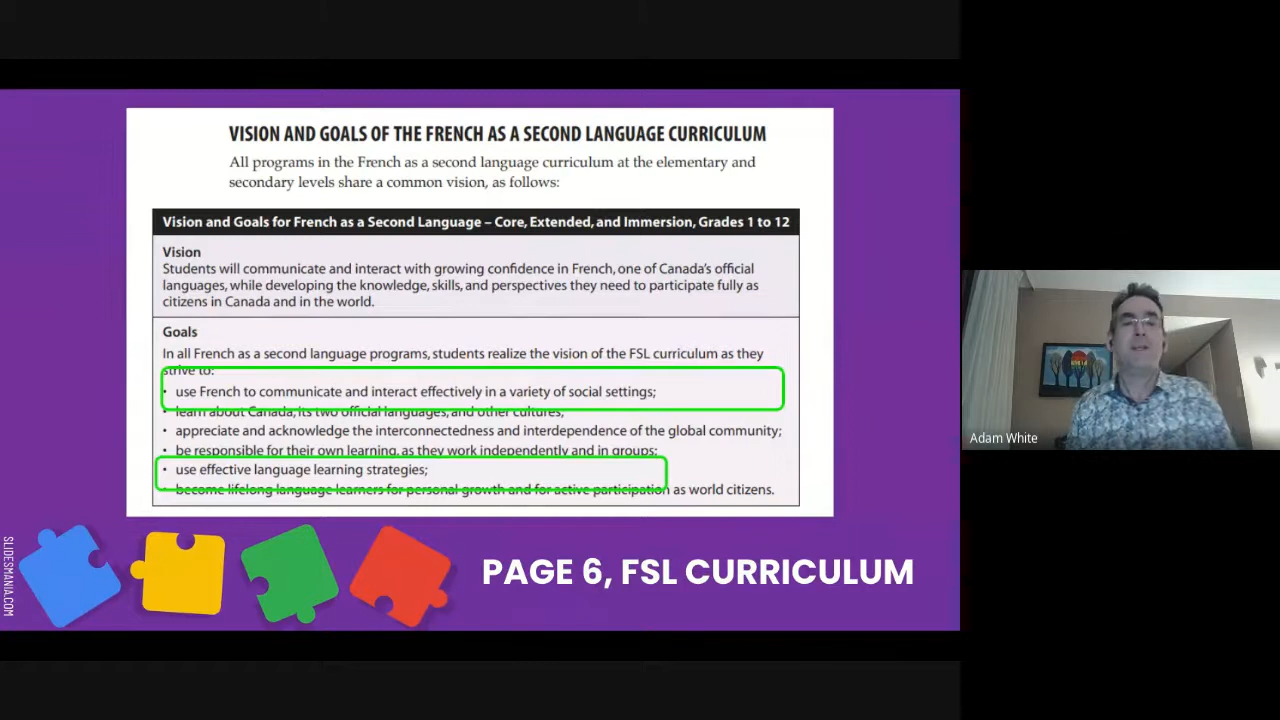 VISION AND GOALS OF THE FRENCH AS A SECOND LANGUAGE CURRICULUM
All programs in the French as a second language curriculum at the elementary and
secondary levels share a common vision, as follows:
Vision and Goals for French as a Second Language – Core, Extended, and Immersion, Grades 1 to 12
Vision
Students will communicate and interact with growing confidence in French, one of Canada's official
languages, while developing the knowledge, skills, and perspectives they need to participate fully as
citizens in Canada and in the world.
Goals
In all French as a second language programs, students realize the vision of the FSL curriculum as they
strive to:
• use French to communicate and interact effectively in a variety of social settings;
• learn about Canada, its two official languages, and other cultures;
• appreciate and acknowledge the interconnectedness and interdependence of the global community;
• be responsible for their own learning, as they work independently and in groups;
• use effective language learning strategies;
• become lifelong language learners for personal growth and for active participation as world citizens.
SLIDESMANIA.COM
PAGE 6, FSL CURRICULUM
Adam White